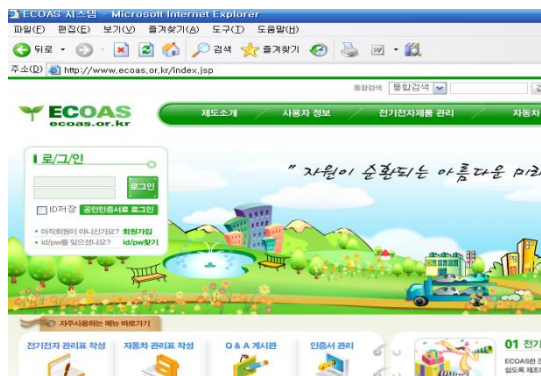 ECOAS 시스템 - Microsoft Internet Explorer
파일(F) 편집(E) 보기(V) 즐겨찾기(A) 도구(T) 도움말(H)
뒤로 검색 즐겨찾기
주소(D) http://www.ecoas.or.kr/index.jsp
통합검색 통합검색
ECOAS
ecoas.or.kr
제도소개 사용자 정보 전기전자제품 관리 자동차
로/그/인
로그인
ID저장 공인인증서로 로그인
아직회원이 아니신가요? 회원가입
id/pw를 잊으셨나요? id/pw찾기
" 자원이 순환되는 아름다운 미래
자주사용하는 메뉴 바로가기
전기전자 관리표 작성 자동차 관리표 작성 Q & A 게시판 인증서 관리
01 전기
ECOAS란